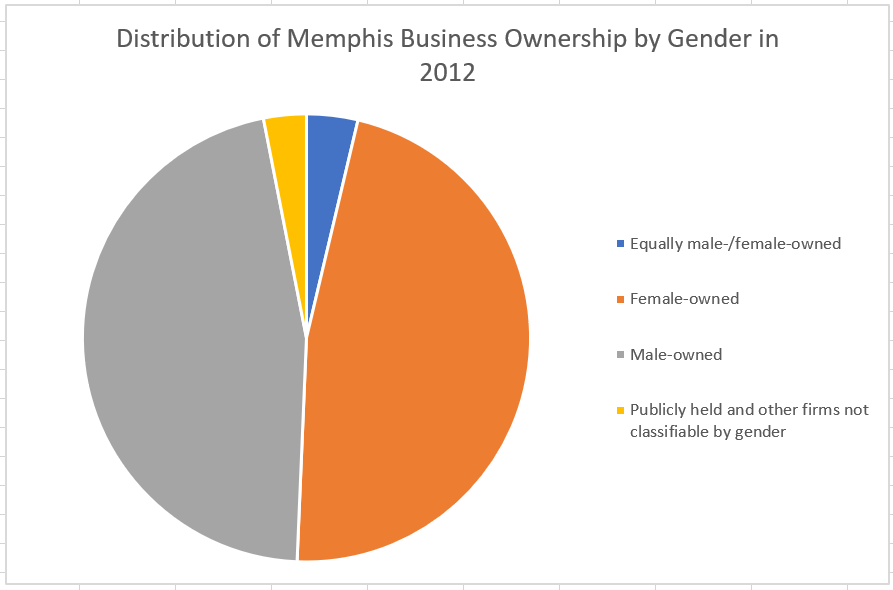 Distribution of Memphis Business Ownership by Gender in
2012
Equally male-/female-owned
Female-owned
Male-owned
Publicly held and other firms not
classifiable by gender